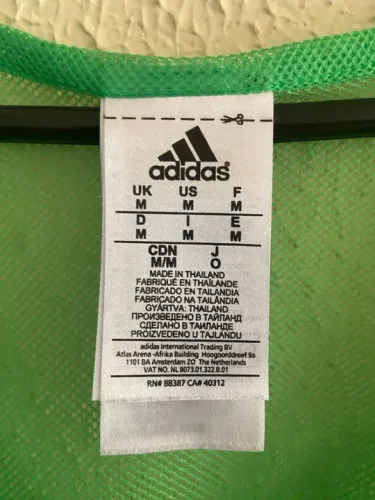 adidas®
UK US F
M M M
D I E
M M M
CDN J
M/M O
MADE IN THAILAND
FABRIQUÉ EN THAÏLANDE
FABRICADO EN TAILANDIA
FABRICADO NA TAILÂNDIA
GYÁRTVA: THAILAND
ПРОИЗВЕДЕНО В ТАЙЛАНД
СДЕЛАНО В ТАИЛАНДЕ
PROIZVEDENO U TAJLANDU
adidas International Trading BV
Atlas Arena -Afrika Building Hoogoorddreef 9a
1101 BA Amsterdam ZO The Netherlands
VAT NO. NL 8073.01.322.B.01
RN# 88387 CA# 40312